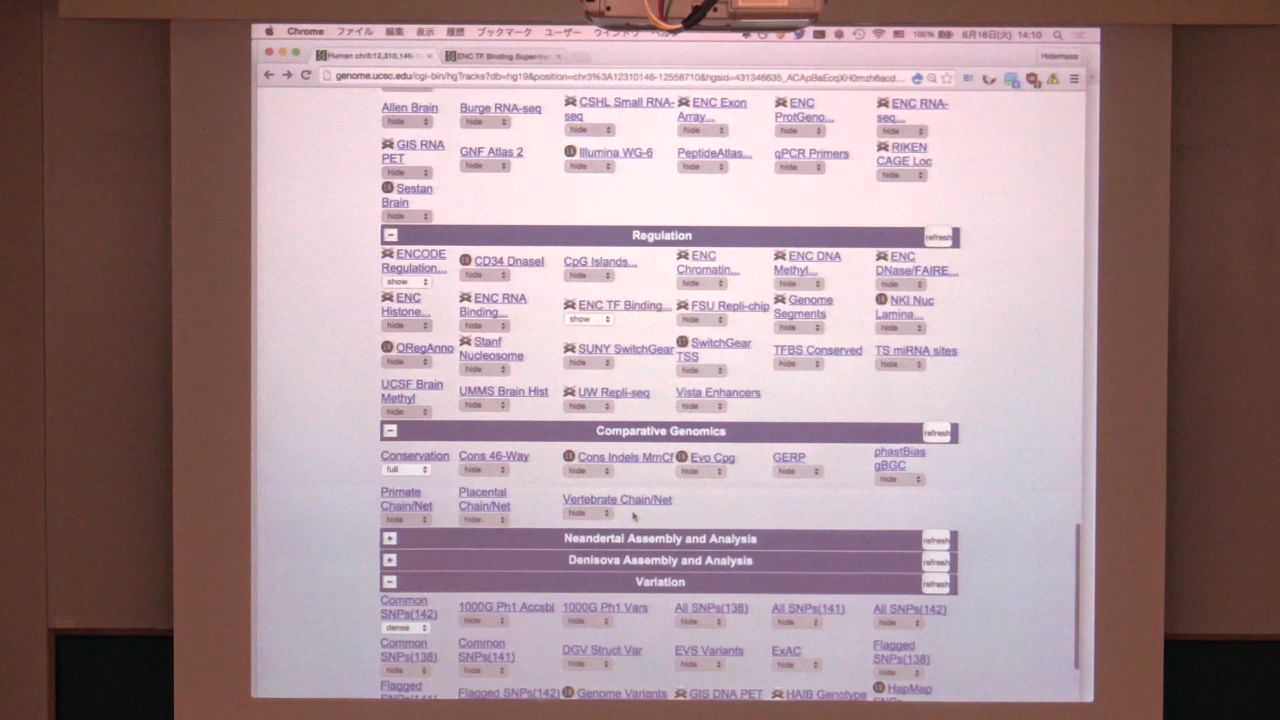 Chrome ファイル 編集 表示 履歴 ブックマーク ユーザー ウインドウ 100% 6月16日(火) 14:10
Human chr3:12,310,146- ENC TF Binding Super-tra Hidemasa
genome.ucsc.edu/cgi-bin/hgTracks?db=hg19&position=chr3%3A12310146-12558710&hgsid=431346635_
Allen Brain Burge RNA-seq CSHL Small RNA-seq ENC Exon Array... ENC ProtGeno... ENC RNA-seq...
hide hide hide hide hide hide
GIS RNA PET GNF Atlas 2 Illumina WG-6 PeptideAtlas... qPCR Primers RIKEN CAGE Loc
hide hide hide hide hide hide
Sestan Brain
hide
Regulation refresh
ENCODE Regulation... CD34 DnaseI CpG Islands... ENC Chromatin... ENC DNA Methyl... ENC DNase/FAIRE...
show hide hide hide hide hide
ENC Histone... ENC RNA Binding... ENC TF Binding... FSU Repli-chip Genome Segments NKI Nuc Lamina...
hide hide show hide hide hide
ORegAnno Stanf Nucleosome SUNY SwitchGear SwitchGear TSS TFBS Conserved TS miRNA sites
hide hide hide hide hide hide
UCSF Brain Methyl UMMS Brain Hist UW Repli-seq Vista Enhancers
hide hide hide hide
Comparative Genomics refresh
Conservation Cons 46-Way Cons Indels MmCf Evo Cpg GERP phastBias gBGC
full hide hide hide hide hide
Primate Chain/Net Placental Chain/Net Vertebrate Chain/Net
hide hide hide
Neandertal Assembly and Analysis refresh
Denisova Assembly and Analysis refresh
Variation refresh
Common SNPs(142) 1000G Ph1 Accsbl 1000G Ph1 Vars All SNPs(138) All SNPs(141) All SNPs(142)
dense hide hide hide hide hide
Common SNPs(138) Common SNPs(141) DGV Struct Var EVS Variants ExAC Flagged SNPs(138)
hide hide hide hide hide hide
Flagged Flagged SNPs(142) Genome Variants GIS DNA PET HAIB Genotype HapMap